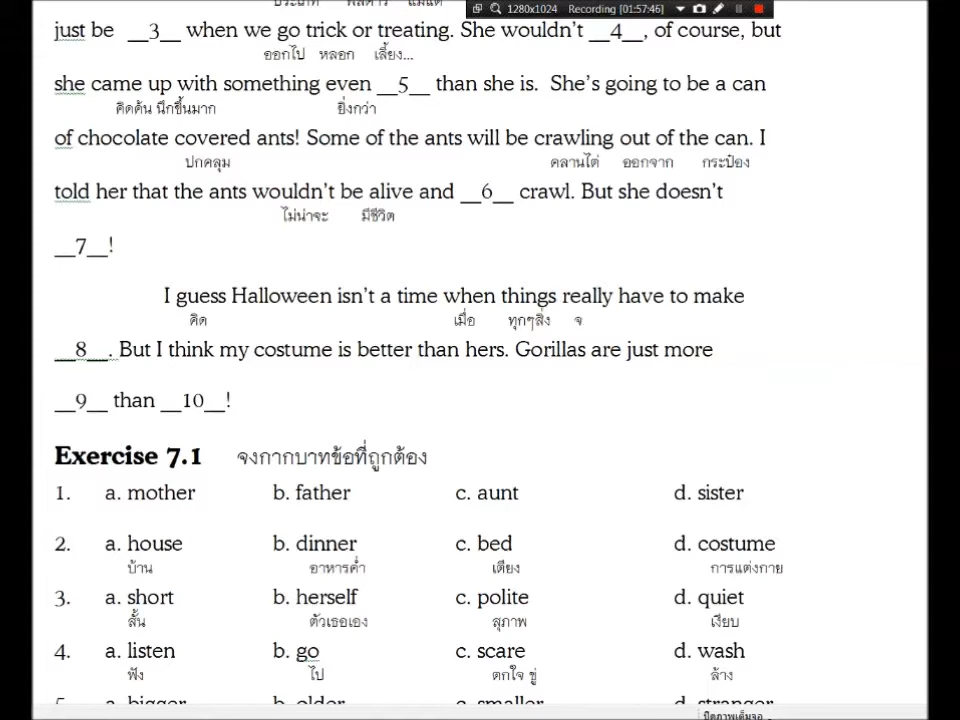 1280x1024 Recording [01:57:46]
just be __3__ when we go trick or treating. She wouldn't __4__, of course, but
ออกไป หลอก เลี้ยง...
she came up with something even __5__ than she is. She's going to be a can
คิดค้น นึกขึ้นมาก ยิ่งกว่า
of chocolate covered ants! Some of the ants will be crawling out of the can. I
ปกคลุม คลานไต่ ออกจาก กระป๋อง
told her that the ants wouldn't be alive and __6__ crawl. But she doesn't
ไม่น่าจะ มีชีวิต
__7__!
I guess Halloween isn't a time when things really have to make
คิด เมื่อ ทุกๆสิ่ง จ
__8__. But I think my costume is better than hers. Gorillas are just more
__9__ than __10__!
Exercise 7.1 จงกากบาทข้อที่ถูกต้อง
1. a. mother b. father c. aunt d. sister
2. a. house b. dinner c. bed d. costume
บ้าน อาหารค่ำ เตียง การแต่งกาย
3. a. short b. herself c. polite d. quiet
สั้น ตัวเธอเอง สุภาพ เงียบ
4. a. listen b. go c. scare d. wash
ฟัง ไป ตกใจ ขู่ ล้าง
5. a. bigger b. older c. smaller d. stranger